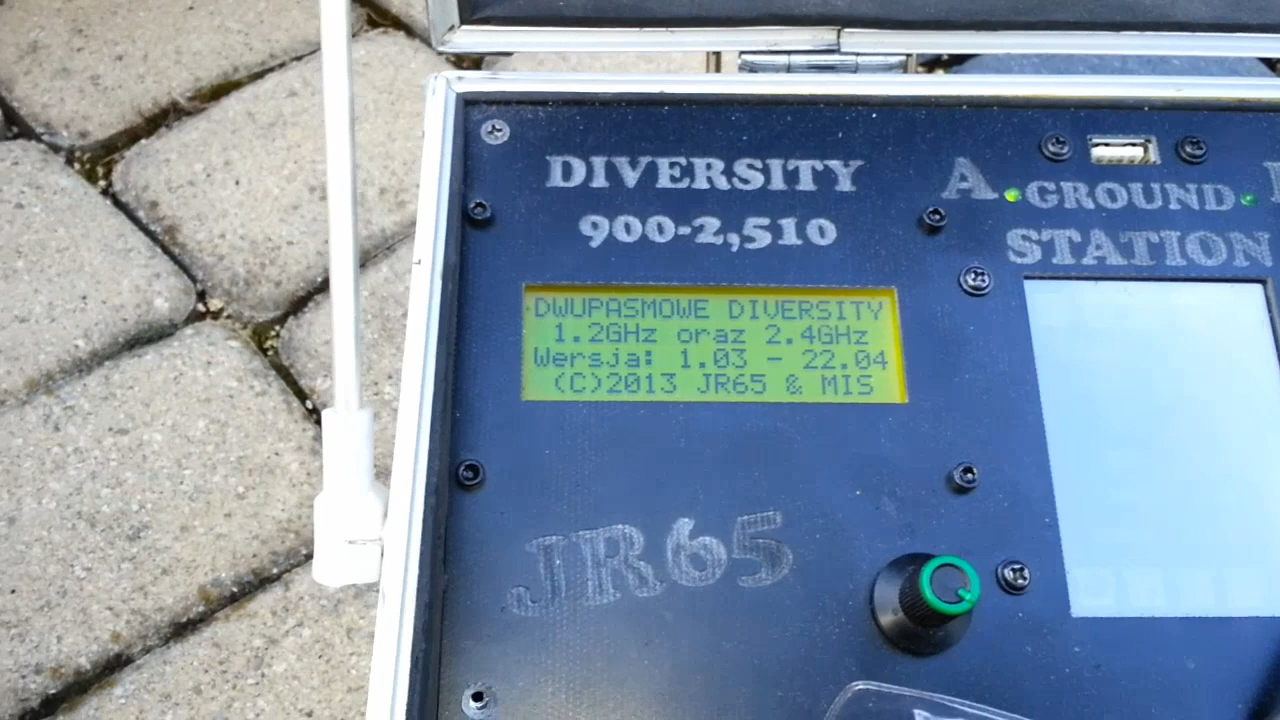 DIVERSITY
900-2,510
A GROUND
STATION
DWUPASMOWE DIVERSITY
1.2GHz oraz 2.4GHz
Wersja: 1.03 - 22.04
(C)2013 JR65 & MIS
JR65